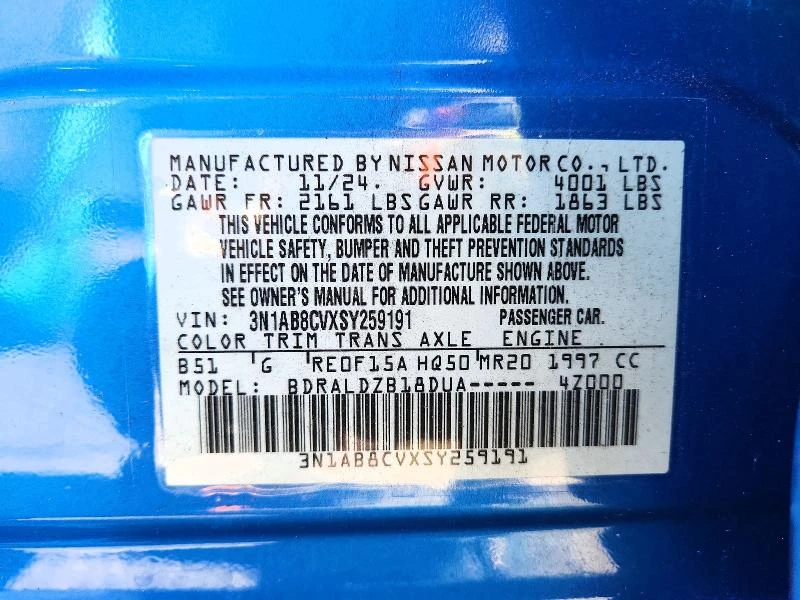 MANUFACTURED BY NISSAN MOTOR CO., LTD.
DATE: 11/24. GVWR: 4001 LBS
GAWR FR: 2161 LBS GAWR RR: 1863 LBS
THIS VEHICLE CONFORMS TO ALL APPLICABLE FEDERAL MOTOR
VEHICLE SAFETY, BUMPER AND THEFT PREVENTION STANDARDS
IN EFFECT ON THE DATE OF MANUFACTURE SHOWN ABOVE.
SEE OWNER'S MANUAL FOR ADDITIONAL INFORMATION.
VIN: 3N1AB8CVXSY259191 PASSENGER CAR.
COLOR TRIM TRANS AXLE ENGINE
B51 G RE0F15A HQ50 MR20 1997 CC
MODEL: BDRALDZB18DUA----- 4Z000
3N1AB8CVXSY259191